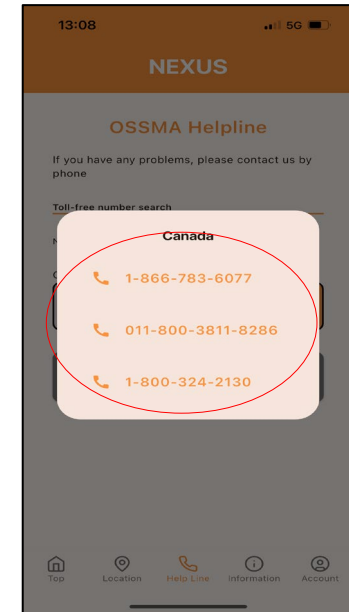 13:08
5G
NEXUS
OSSMA Helpline
If you have any problems, please contact us by
phone
Toll-free number search
Canada
1-866-783-6077
011-800-3811-8286
1-800-324-2130
Top Location Help Line Information Account